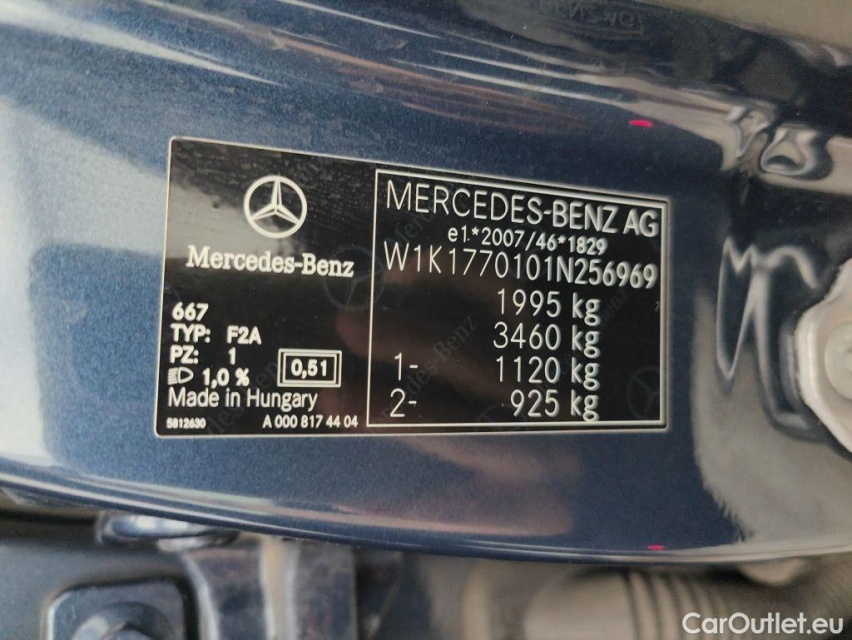 MERCEDES-BENZ AG
e1*2007/46*1829
W1K1770101N256969
1995 kg
3460 kg
1- 1120 kg
2- 925 kg
Mercedes-Benz
667
TYP: F2A
PZ: 1
1,0 %
0,51
Made in Hungary
5812630
A 000 817 44 04
CarOutlet.eu